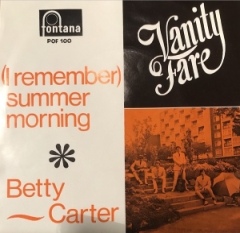 fontana
POF 100
(I remember)
summer
morning
Betty
Carter
Vanity
Fare